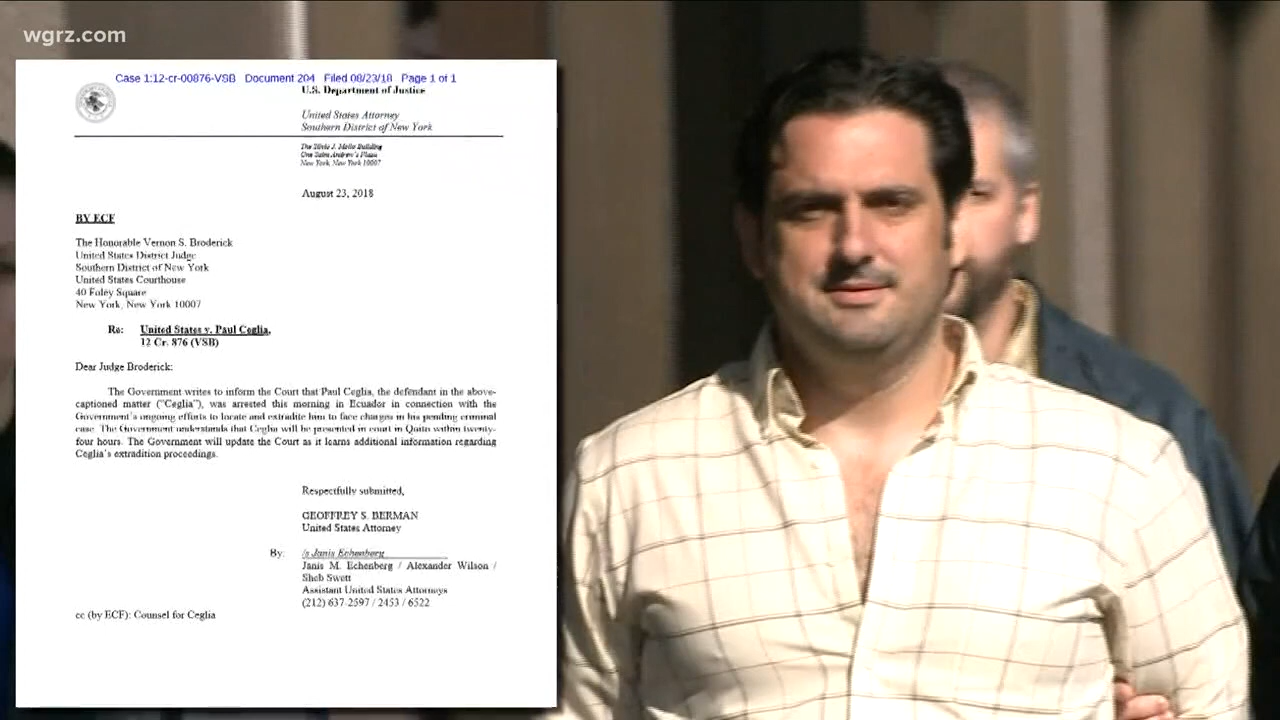 wgrz.com
Case 1:12-cr-00876-VSB Document 204 Filed 08/23/18 Page 1 of 1
U.S. Department of Justice
United States Attorney
Southern District of New York
The Silvio J. Mollo Building
One Saint Andrew's Plaza
New York, New York 10007
August 23, 2018
BY ECF
The Honorable Vernon S. Broderick
United States District Judge
Southern District of New York
United States Courthouse
40 Foley Square
New York, New York 10007
Re: United States v. Paul Ceglia,
12 Cr. 876 (VSB)
Dear Judge Broderick:
The Government writes to inform the Court that Paul Ceglia, the defendant in the above-
captioned matter ("Ceglia"), was arrested this morning in Ecuador in connection with the
Government's ongoing efforts to locate and extradite him to face charges in his pending criminal
case. The Government understands that Ceglia will be presented in court in Quito within twenty-
four hours. The Government will update the Court as it learns additional information regarding
Ceglia's extradition proceedings.
Respectfully submitted,
GEOFFREY S. BERMAN
United States Attorney
By: /s Janis Echenberg
Janis M. Echenberg / Alexander Wilson /
Sheb Swett
Assistant United States Attorneys
(212) 637-2597 / 2453 / 6522
cc (by ECF): Counsel for Ceglia